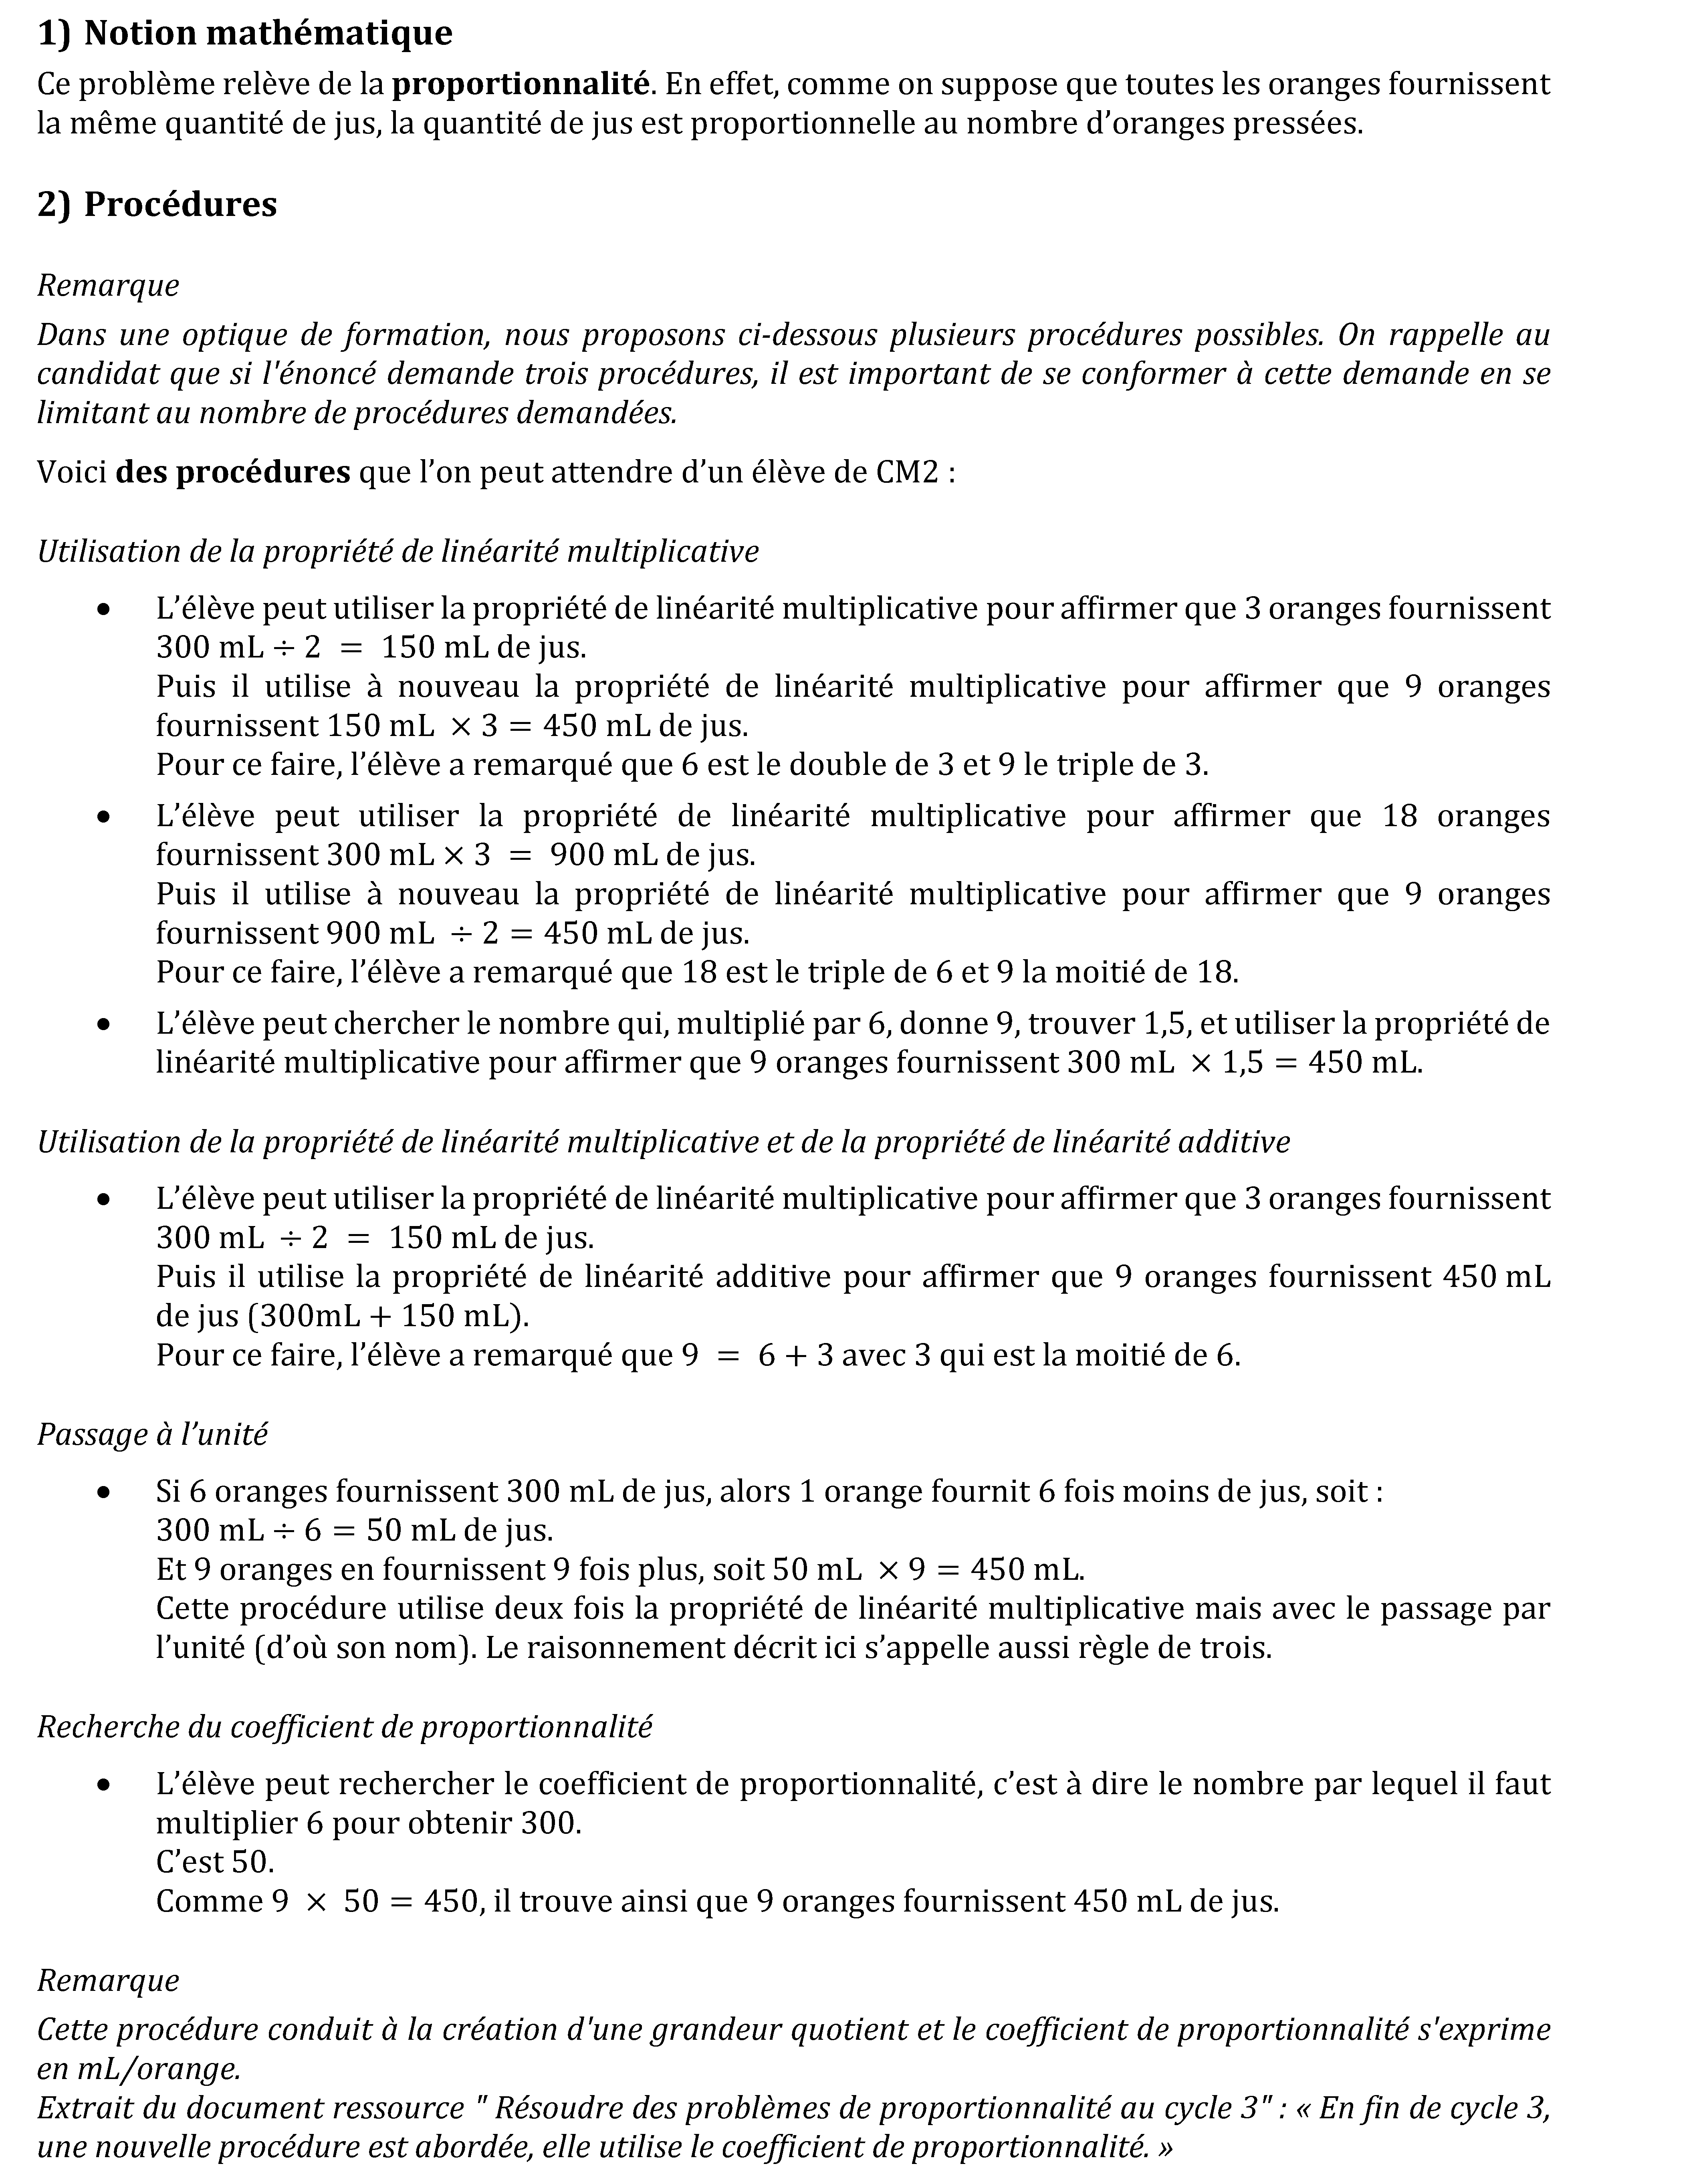 1) Notion mathématique
Ce problème relève de la proportionnalité. En effet, comme on suppose que toutes les oranges fournissent
la même quantité de jus, la quantité de jus est proportionnelle au nombre d’oranges pressées.
2) Procédures
Remarque
Dans une optique de formation, nous proposons ci-dessous plusieurs procédures possibles. On rappelle au
candidat que si l'énoncé demande trois procédures, il est important de se conformer à cette demande en se
limitant au nombre de procédures demandées.
Voici des procédures que l’on peut attendre d’un élève de CM2 :
Utilisation de la propriété de linéarité multiplicative
• L’élève peut utiliser la propriété de linéarité multiplicative pour affirmer que 3 oranges fournissent
300 mL ÷ 2 = 150 mL de jus.
Puis il utilise à nouveau la propriété de linéarité multiplicative pour affirmer que 9 oranges
fournissent 150 mL × 3 = 450 mL de jus.
Pour ce faire, l’élève a remarqué que 6 est le double de 3 et 9 le triple de 3.
• L’élève peut utiliser la propriété de linéarité multiplicative pour affirmer que 18 oranges
fournissent 300 mL × 3 = 900 mL de jus.
Puis il utilise à nouveau la propriété de linéarité multiplicative pour affirmer que 9 oranges
fournissent 900 mL ÷ 2 = 450 mL de jus.
Pour ce faire, l’élève a remarqué que 18 est le triple de 6 et 9 la moitié de 18.
• L’élève peut chercher le nombre qui, multiplié par 6, donne 9, trouver 1,5, et utiliser la propriété de
linéarité multiplicative pour affirmer que 9 oranges fournissent 300 mL × 1,5 = 450 mL.
Utilisation de la propriété de linéarité multiplicative et de la propriété de linéarité additive
• L’élève peut utiliser la propriété de linéarité multiplicative pour affirmer que 3 oranges fournissent
300 mL ÷ 2 = 150 mL de jus.
Puis il utilise la propriété de linéarité additive pour affirmer que 9 oranges fournissent 450 mL
de jus (300mL + 150 mL).
Pour ce faire, l’élève a remarqué que 9 = 6 + 3 avec 3 qui est la moitié de 6.
Passage à l’unité
• Si 6 oranges fournissent 300 mL de jus, alors 1 orange fournit 6 fois moins de jus, soit :
300 mL ÷ 6 = 50 mL de jus.
Et 9 oranges en fournissent 9 fois plus, soit 50 mL × 9 = 450 mL.
Cette procédure utilise deux fois la propriété de linéarité multiplicative mais avec le passage par
l’unité (d’où son nom). Le raisonnement décrit ici s’appelle aussi règle de trois.
Recherche du coefficient de proportionnalité
• L’élève peut rechercher le coefficient de proportionnalité, c’est à dire le nombre par lequel il faut
multiplier 6 pour obtenir 300.
C’est 50.
Comme 9 × 50 = 450, il trouve ainsi que 9 oranges fournissent 450 mL de jus.
Remarque
Cette procédure conduit à la création d'une grandeur quotient et le coefficient de proportionnalité s'exprime
en mL/orange.
Extrait du document ressource " Résoudre des problèmes de proportionnalité au cycle 3" : « En fin de cycle 3,
une nouvelle procédure est abordée, elle utilise le coefficient de proportionnalité. »